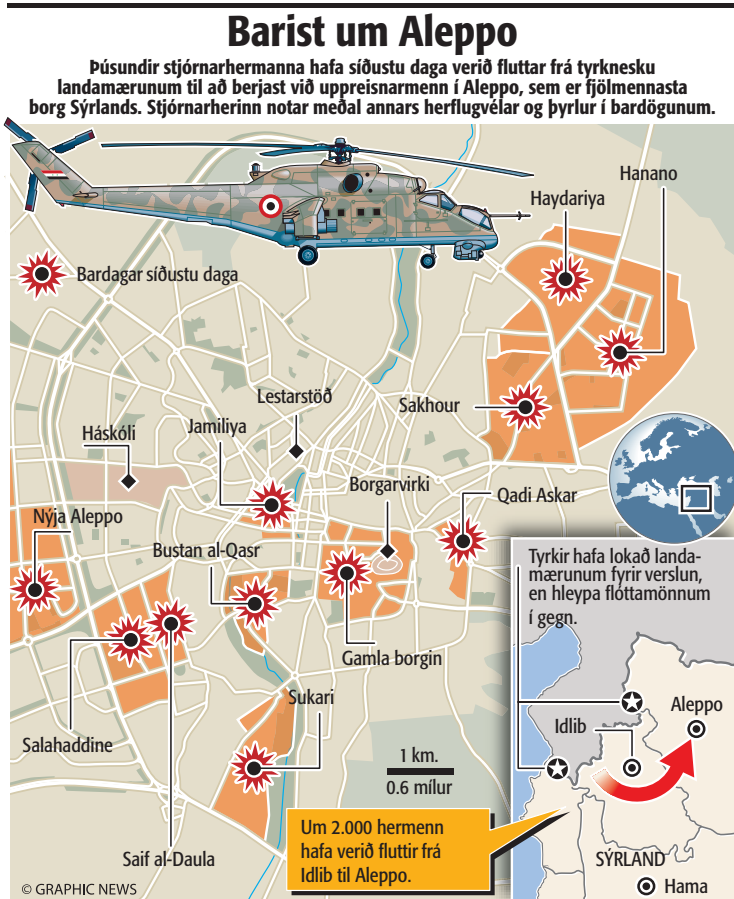 Barist um Aleppo
Þúsundir stjórnarhermanna hafa síðustu daga verið fluttar frá tyrknesku
landamærunum til að berjast við uppreisnarmenn í Aleppo, sem er fjölmennasta
borg Sýrlands. Stjórnarherinn notar meðal annars herflugvélar og þyrlur í bardögunum.
Hanano
Haydariya
Bardagar síðustu daga
Lestarstöð
Sakhour
Jamiliya
Háskóli
Borgarvirki
Qadi Askar
Nýja Aleppo
Bustan al-Qasr
Tyrkir hafa lokað landa-
mærunum fyrir verslun,
en hleypa flóttamönnum
í gegn.
Gamla borgin
Sukari
Aleppo
Idlib
Salahaddine
1 km.
0.6 mílur
Um 2.000 hermenn
hafa verið fluttir frá
Idlib til Aleppo.
Saif al-Daula
SÝRLAND
Hama
© GRAPHIC NEWS